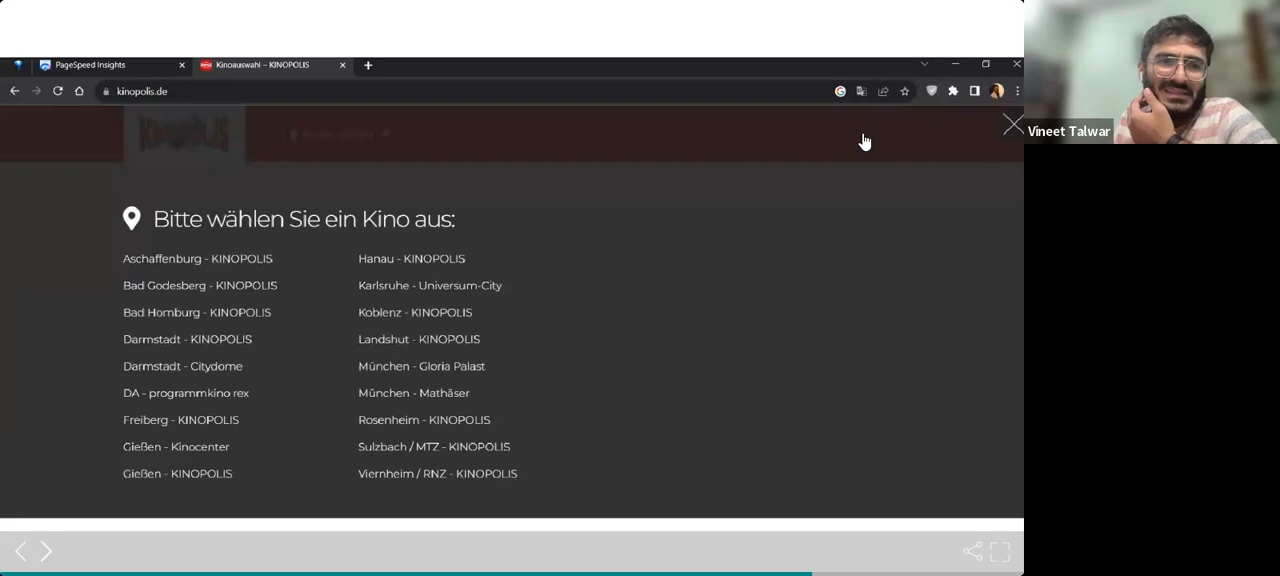 PageSpeed Insights
Kinoauswahl – KINOPOLIS
kinopolis.de
KINOPOLIS
Vineet Talwar
Bitte wählen Sie ein Kino aus:
Aschaffenburg - KINOPOLIS
Bad Godesberg - KINOPOLIS
Bad Homburg - KINOPOLIS
Darmstadt - KINOPOLIS
Darmstadt - Citydome
DA - programmkino rex
Freiberg - KINOPOLIS
Gießen - Kinocenter
Gießen - KINOPOLIS
Hanau - KINOPOLIS
Karlsruhe - Universum-City
Koblenz - KINOPOLIS
Landshut - KINOPOLIS
München - Gloria Palast
München - Mathäser
Rosenheim - KINOPOLIS
Sulzbach / MTZ - KINOPOLIS
Viernheim / RNZ - KINOPOLIS